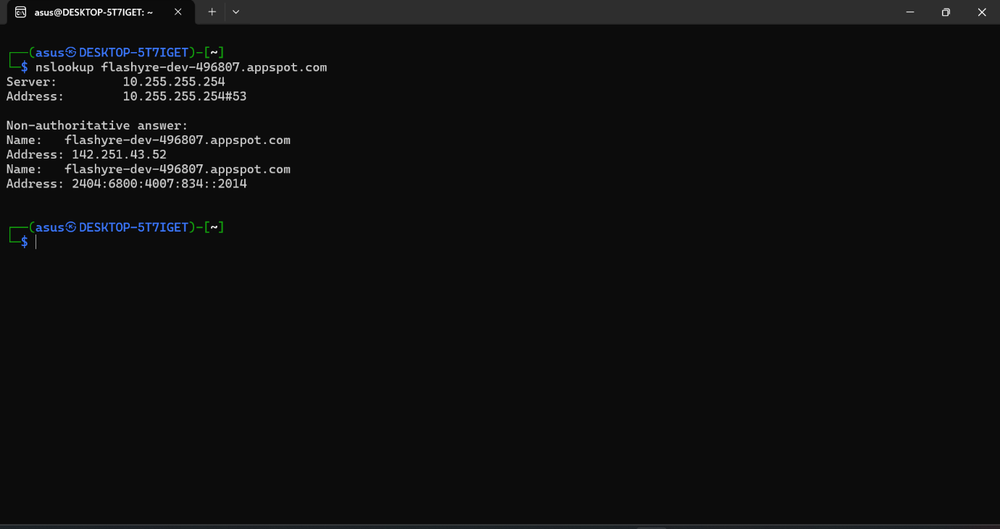 asus@DESKTOP-5T7IGET: ~
┌──(asus㉿DESKTOP-5T7IGET)-[~]
└─$ nslookup flashyre-dev-496807.appspot.com
Server:         10.255.255.254
Address:        10.255.255.254#53
Non-authoritative answer:
Name:   flashyre-dev-496807.appspot.com
Address: 142.251.43.52
Name:   flashyre-dev-496807.appspot.com
Address: 2404:6800:4007:834::2014
┌──(asus㉿DESKTOP-5T7IGET)-[~]
└─$